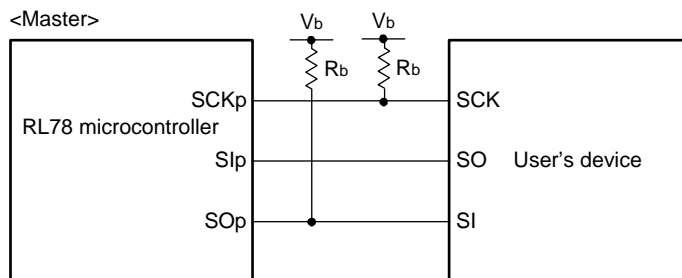 <Master>
Vb
Vb
Rb
Rb
SCKp
SCK
RL78 microcontroller
SIp
SO
User's device
SOp
SI